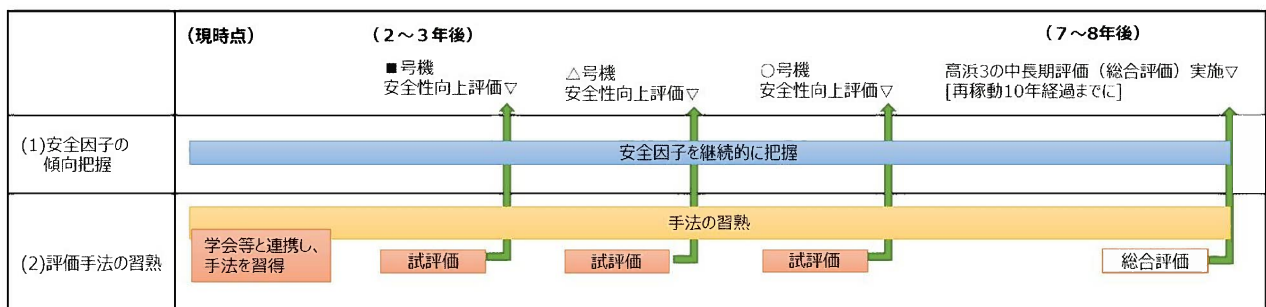 （現時点）
（２～３年後）
（７～8年後）
■号機
安全性向上評価▽
△号機
安全性向上評価▽
○号機
安全性向上評価▽
高浜3の中長期評価（総合評価）実施▽
[再稼動10年経過までに]
(1)安全因子の
傾向把握
安全因子を継続的に把握
(2)評価手法の習熟
手法の習熟
学会等と連携し、
手法を習得
試評価
試評価
試評価
総合評価